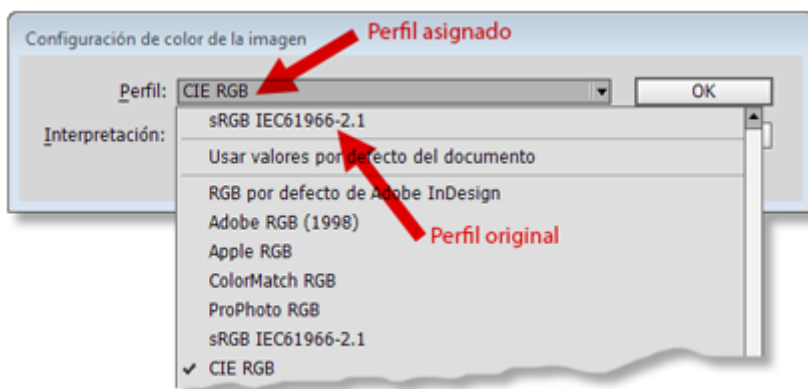 Configuración de color de la imagen
Perfil asignado
Perfil: CIE RGB
OK
sRGB IEC61966-2.1
Interpretación:
Usar valores por defecto del documento
RGB por defecto de Adobe InDesign
Adobe RGB (1998)
Perfil original
Apple RGB
ColorMatch RGB
ProPhoto RGB
sRGB IEC61966-2.1
CIE RGB